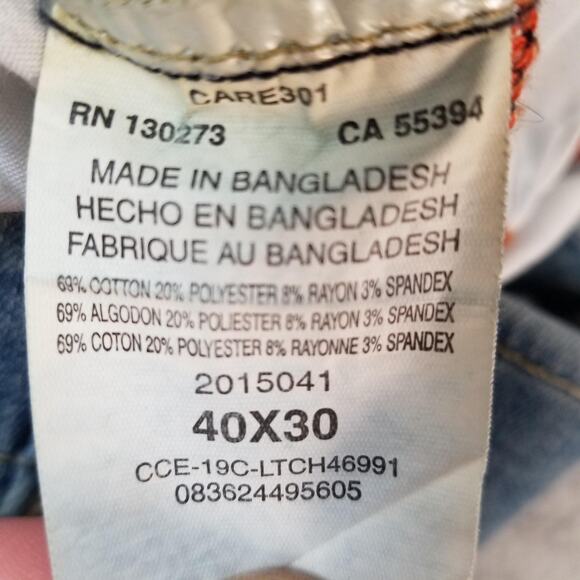 CARE301
RN 130273 CA 55394
MADE IN BANGLADESH
HECHO EN BANGLADESH
FABRIQUE AU BANGLADESH
69% COTTON 20% POLYESTER 8% RAYON 3% SPANDEX
69% ALGODON 20% POLIESTER 8% RAYON 3% SPANDEX
69% COTON 20% POLYESTER 8% RAYONNE 3% SPANDEX
2015041
40X30
CCE-19C-LTCH46991
083624495605